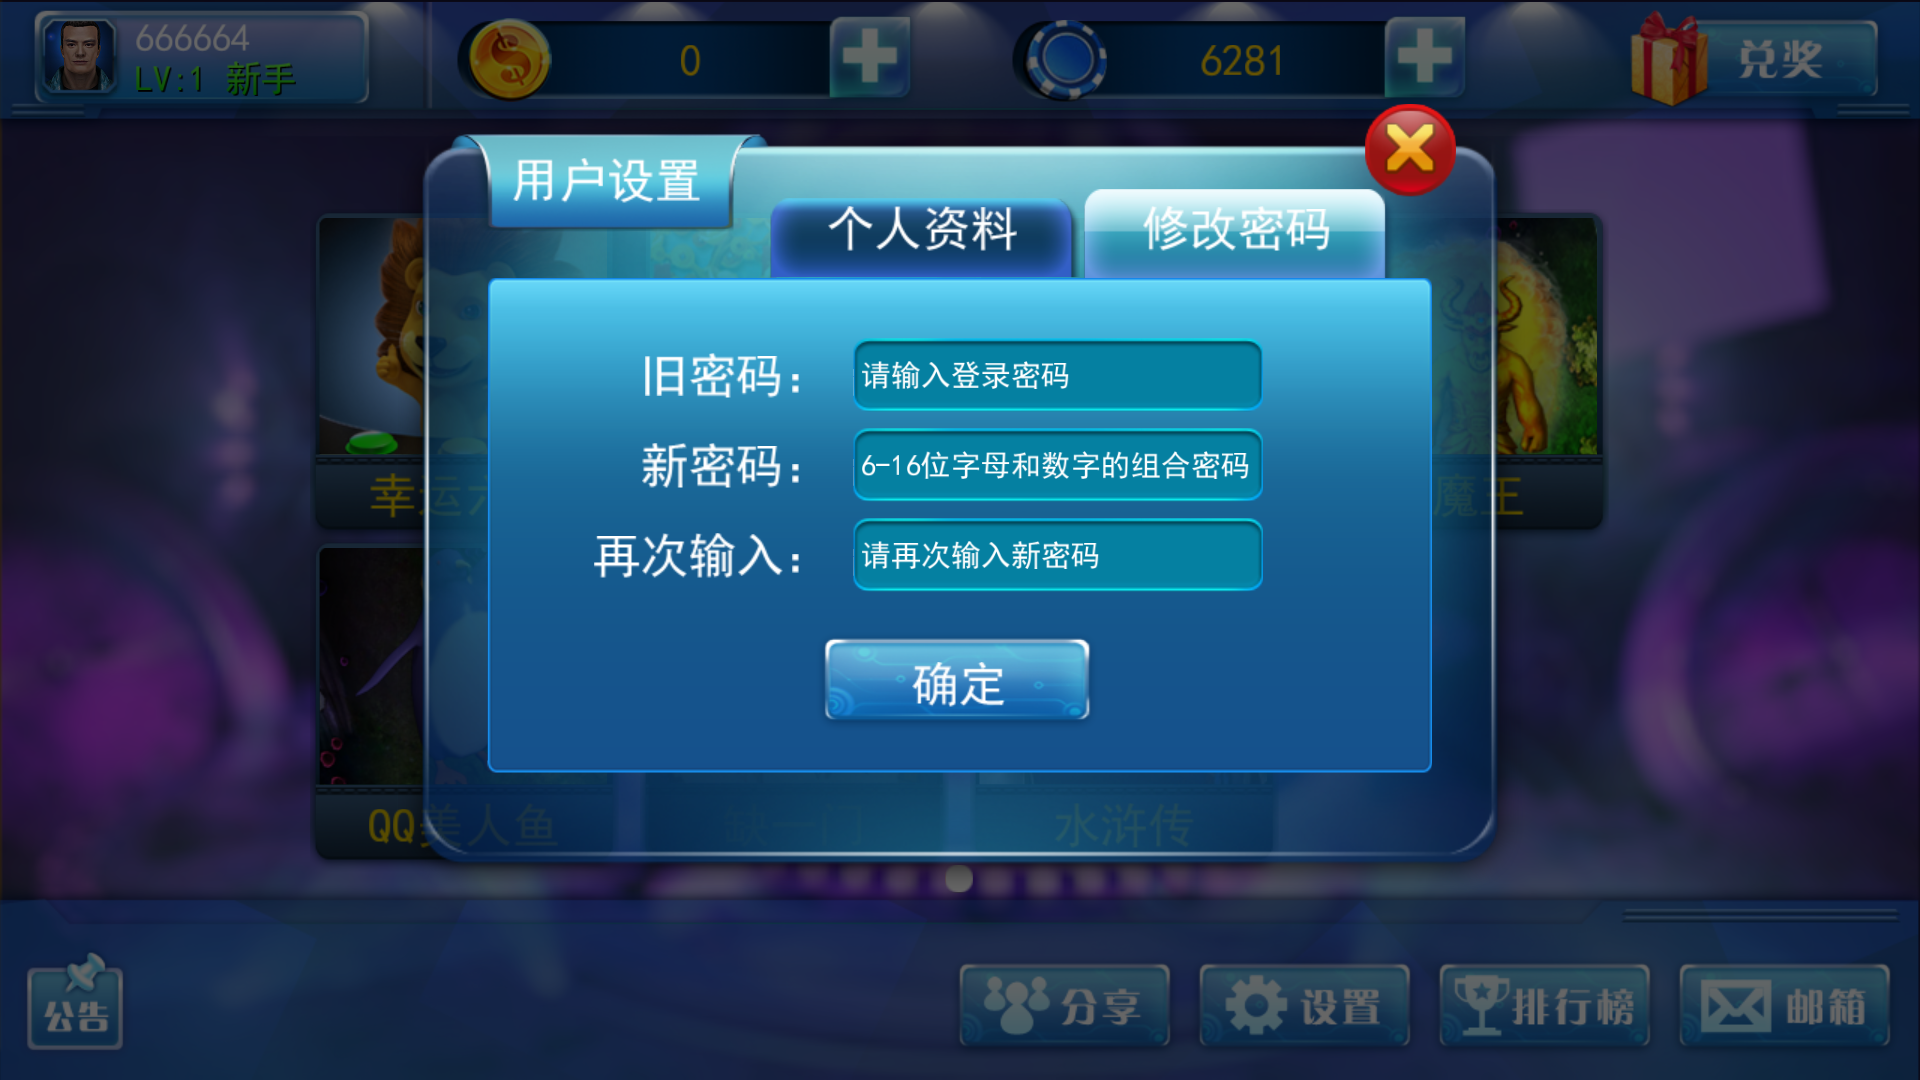 666664
LV:1 新手
0
6281
兑奖
用户设置
个人资料
修改密码
旧密码：
请输入登录密码
新密码：
6-16位字母和数字的组合密码
再次输入：
请再次输入新密码
确定
幸运六
魔王
QQ美人鱼
缺一门
水浒传
公告
分享
设置
排行榜
邮箱